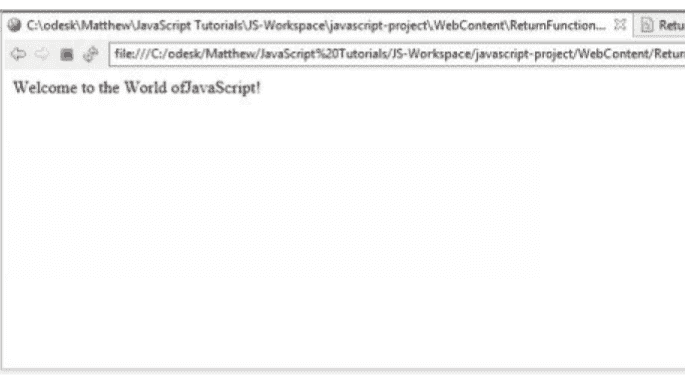 C:\odesk\Matthew\JavaScript Tutorials\JS-Workspace\javascript-project\WebContent\ReturnFunction... Retu
file:///C:/odesk/Matthew/JavaScript%20Tutorials/JS-Workspace/javascript-project/WebContent/Retur
Welcome to the World ofJavaScript!